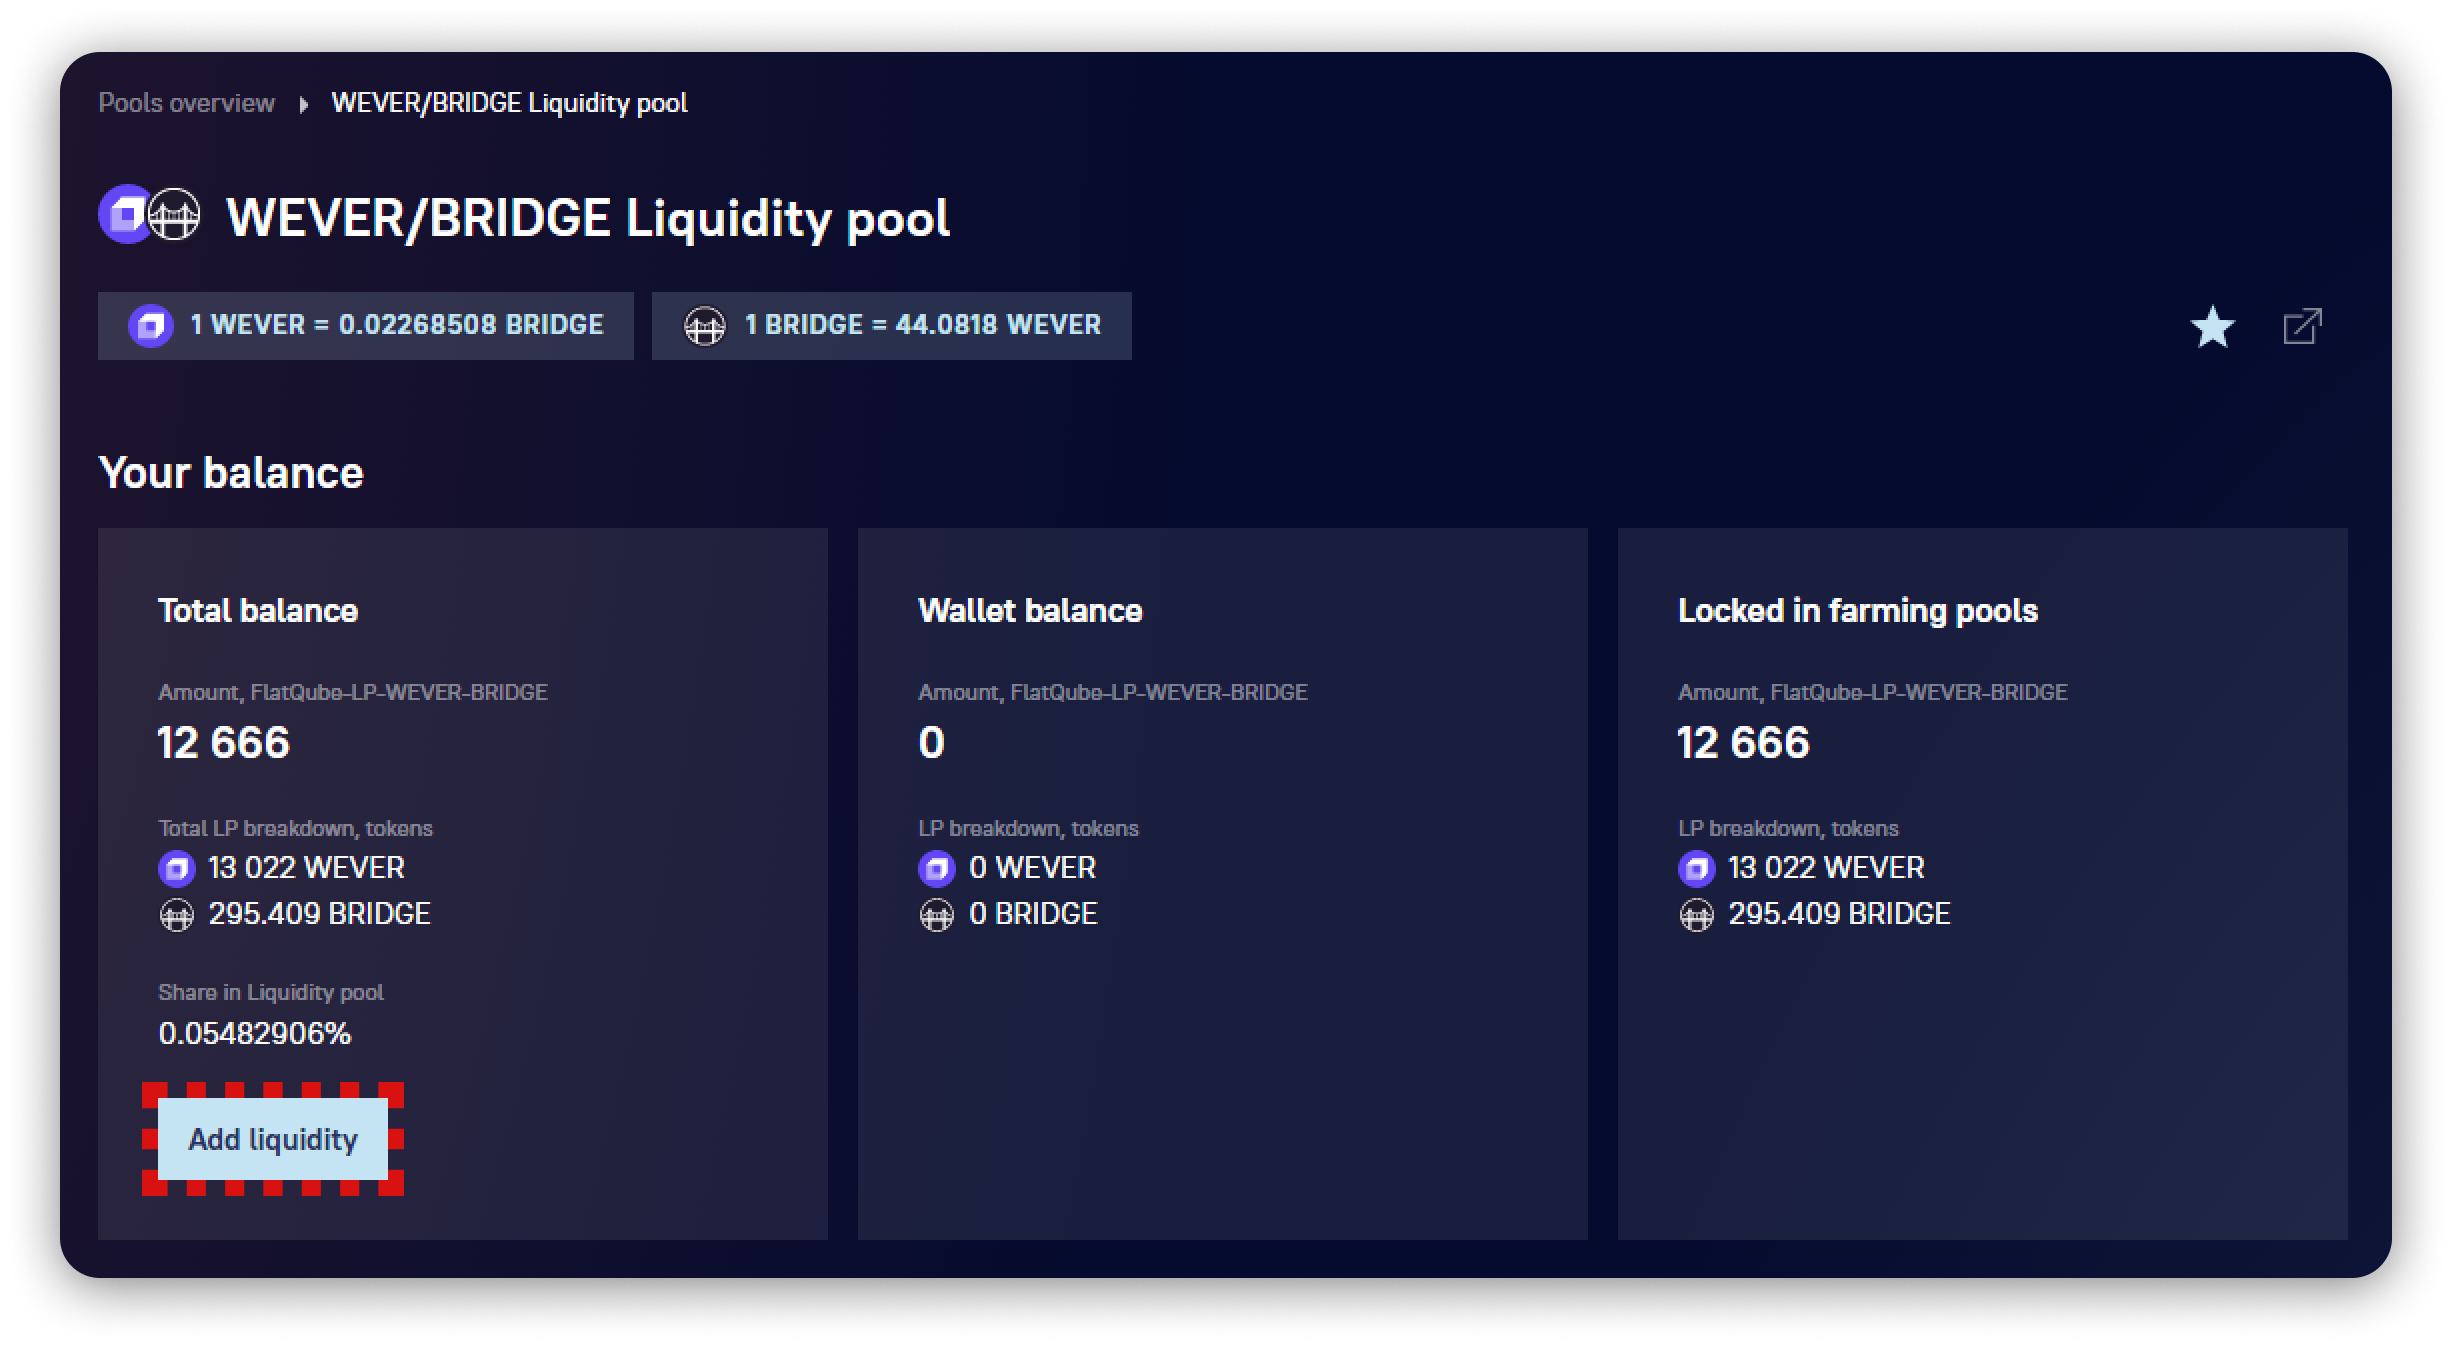 Pools overview WEVER/BRIDGE Liquidity pool
WEVER/BRIDGE Liquidity pool
1 WEVER = 0.02268508 BRIDGE
1 BRIDGE = 44.0818 WEVER
Your balance
Total balance
Amount, FlatQube-LP-WEVER-BRIDGE
12 666
Total LP breakdown, tokens
13 022 WEVER
295.409 BRIDGE
Share in Liquidity pool
0.05482906%
Add liquidity
Wallet balance
Amount, FlatQube-LP-WEVER-BRIDGE
0
LP breakdown, tokens
0 WEVER
0 BRIDGE
Locked in farming pools
Amount, FlatQube-LP-WEVER-BRIDGE
12 666
LP breakdown, tokens
13 022 WEVER
295.409 BRIDGE